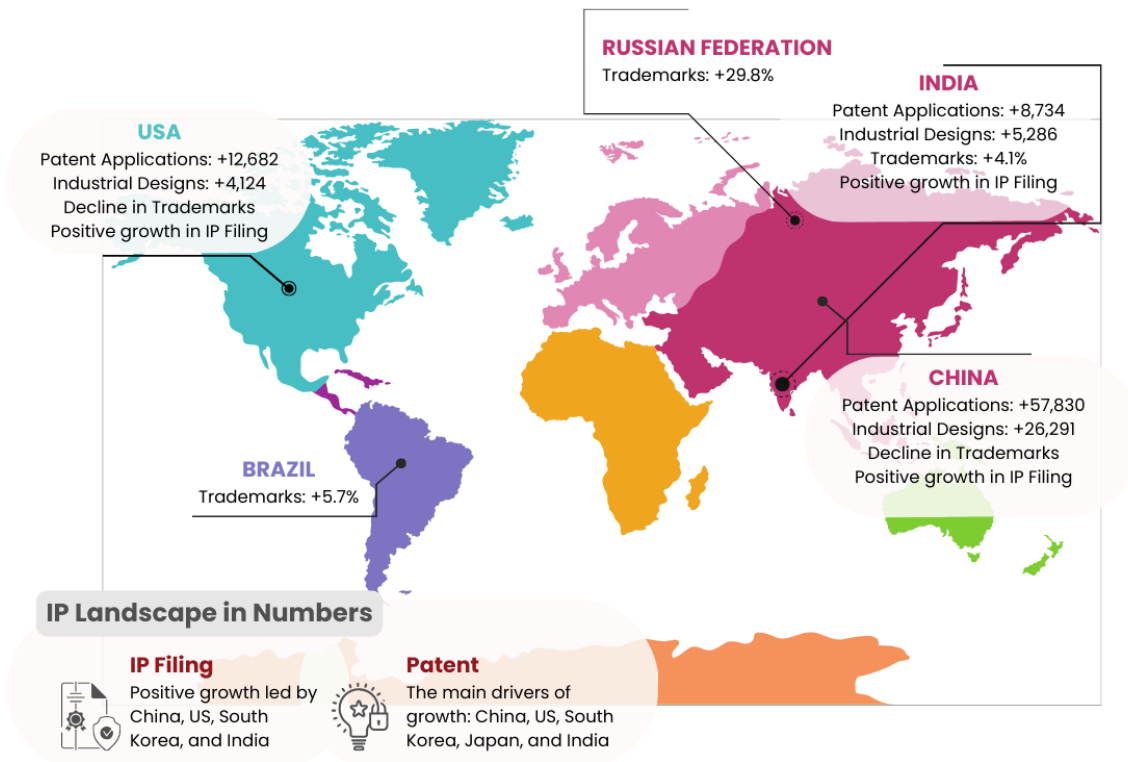 RUSSIAN FEDERATION
Trademarks: +29.8%
INDIA
Patent Applications: +8,734
Industrial Designs: +5,286
Trademarks: +4.1%
Positive growth in IP Filing
USA
Patent Applications: +12,682
Industrial Designs: +4,124
Decline in Trademarks
Positive growth in IP Filing
CHINA
Patent Applications: +57,830
Industrial Designs: +26,291
Decline in Trademarks
Positive growth in IP Filing
BRAZIL
Trademarks: +5.7%
IP Landscape in Numbers
IP Filing
Positive growth led by
China, US, South
Korea, and India
Patent
The main drivers of
growth: China, US, South
Korea, Japan, and India